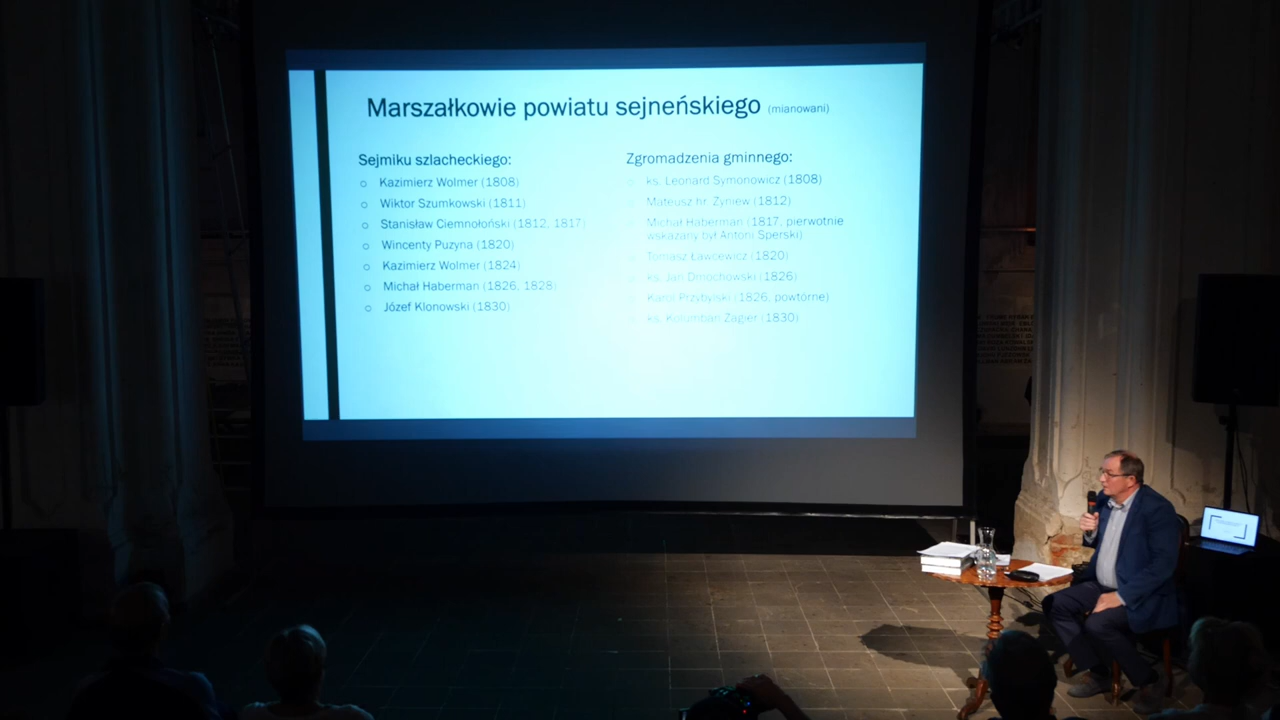 Marszałkowie powiatu sejneńskiego (mianowani)
Sejmiku szlacheckiego:
Kazimierz Wolmer (1808)
Wiktor Szumkowski (1811)
Stanisław Ciemnołoński (1812, 1817)
Wincenty Puzyna (1820)
Kazimierz Wolmer (1824)
Michał Haberman (1826, 1828)
Józef Klonowski (1830)
Zgromadzenia gminnego:
ks. Leonard Symonowicz (1808)
Mateusz hr. Żyniew (1812)
Michał Haberman (1817, pierwotnie
wskazany był Antoni Sperski)
Tomasz Ławcewicz (1820)
ks. Jan Dmochowski (1826)
Karol Przybylski (1826, powtórne)
ks. Kolumban Żagier (1830)